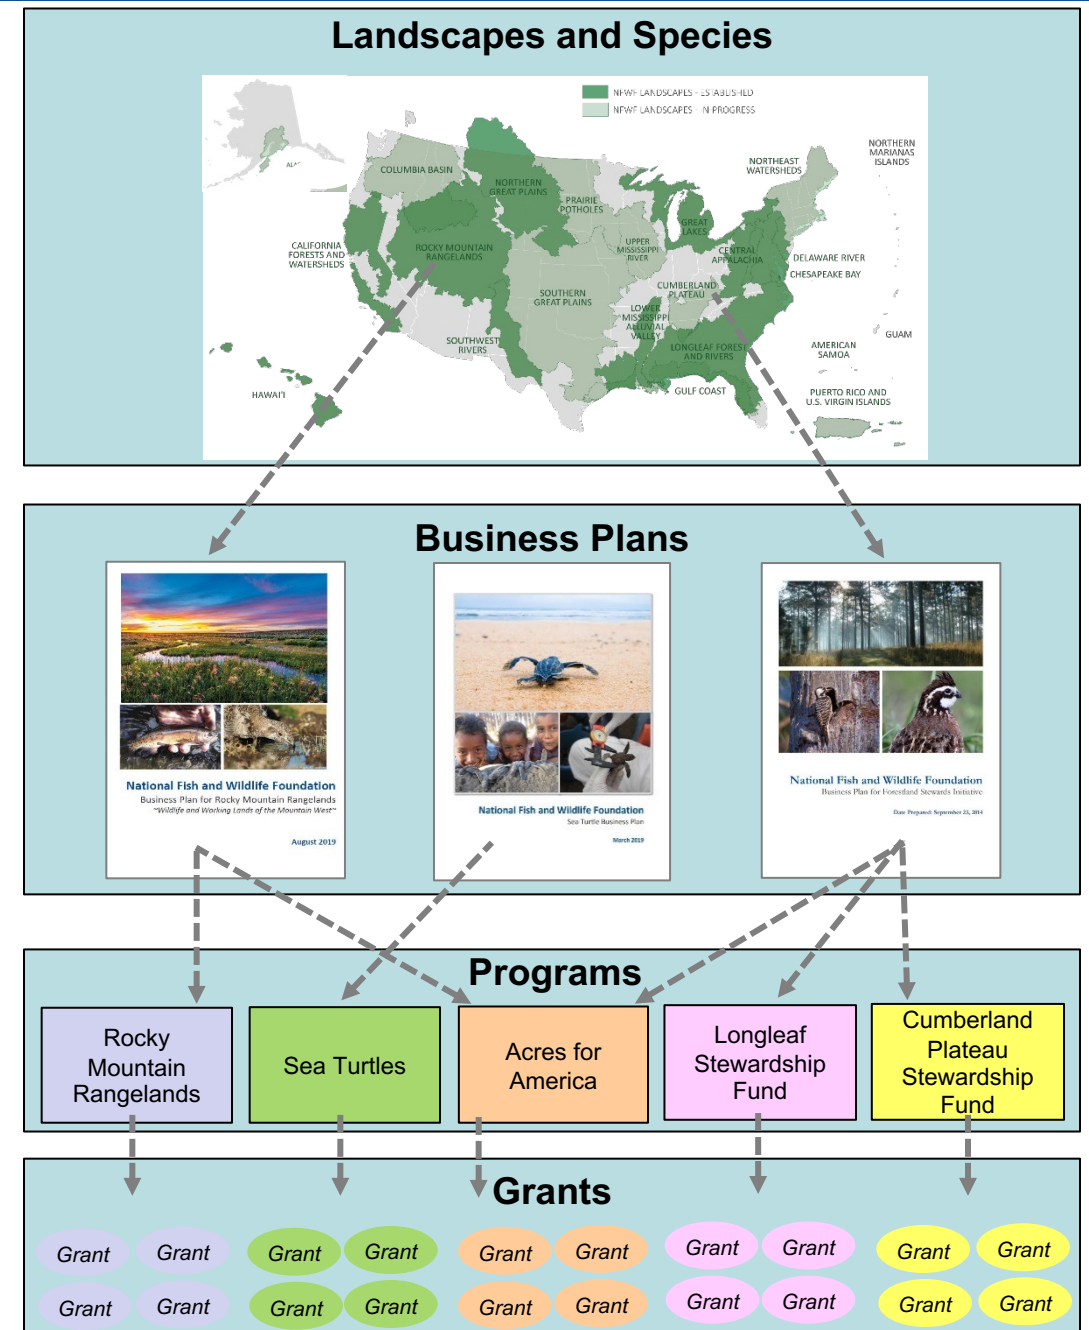 Landscapes and Species
NFWF LANDSCAPES - ESTABLISHED
NFWF LANDSCAPES - IN-PROGRESS
NORTHERN
MARIANAS
ISLANDS
NORTHEAST
WATERSHEDS
COLUMBIA BASIN
NORTHERN
GREAT PLAINS
PRAIRIE
POTHOLES
GREAT
LAKES
CALIFORNIA
FORESTS AND
WATERSHEDS
ROCKY MOUNTAIN
RANGELANDS
UPPER
MISSISSIPPI
RIVER
CENTRAL
APPALACHIA
DELAWARE RIVER
CHESAPEAKE BAY
SOUTHERN
GREAT PLAINS
CUMBERLAND
PLATEAU
LOWER
MISSISSIPPI
ALLUVIAL
VALLEY
GUAM
SOUTHWEST
RIVERS
LONGLEAF FOREST
AND RIVERS
AMERICAN
SAMOA
HAWAI'I
GULF COAST
PUERTO RICO AND
U.S. VIRGIN ISLANDS
Business Plans
National Fish and Wildlife Foundation
Business Plan for Rocky Mountain Rangelands
~Wildlife and Working Lands of the Mountain West~
August 2019
National Fish and Wildlife Foundation
Sea Turtle Business Plan
March 2019
National Fish and Wildlife Foundation
Business Plan for Forestland Stewards Initiative
Date Prepared: September 23, 2014
Programs
Rocky
Mountain
Rangelands
Sea Turtles
Acres for
America
Longleaf
Stewardship
Fund
Cumberland
Plateau
Stewardship
Fund
Grants
Grant Grant Grant Grant Grant Grant Grant Grant Grant Grant
Grant Grant Grant Grant Grant Grant Grant Grant Grant Grant